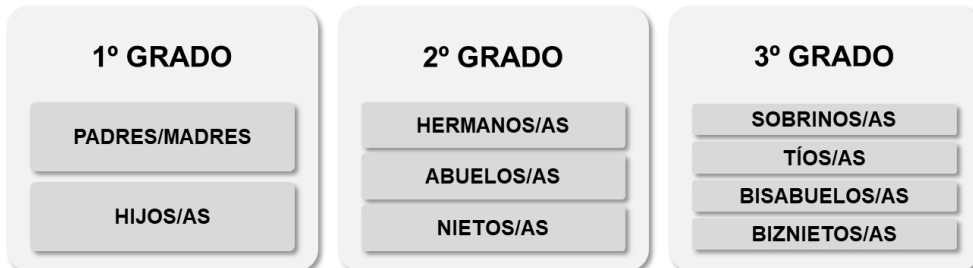 1º GRADO
PADRES/MADRES
HIJOS/AS
2º GRADO
HERMANOS/AS
ABUELOS/AS
NIETOS/AS
3º GRADO
SOBRINOS/AS
TÍOS/AS
BISABUELOS/AS
BIZNIETOS/AS